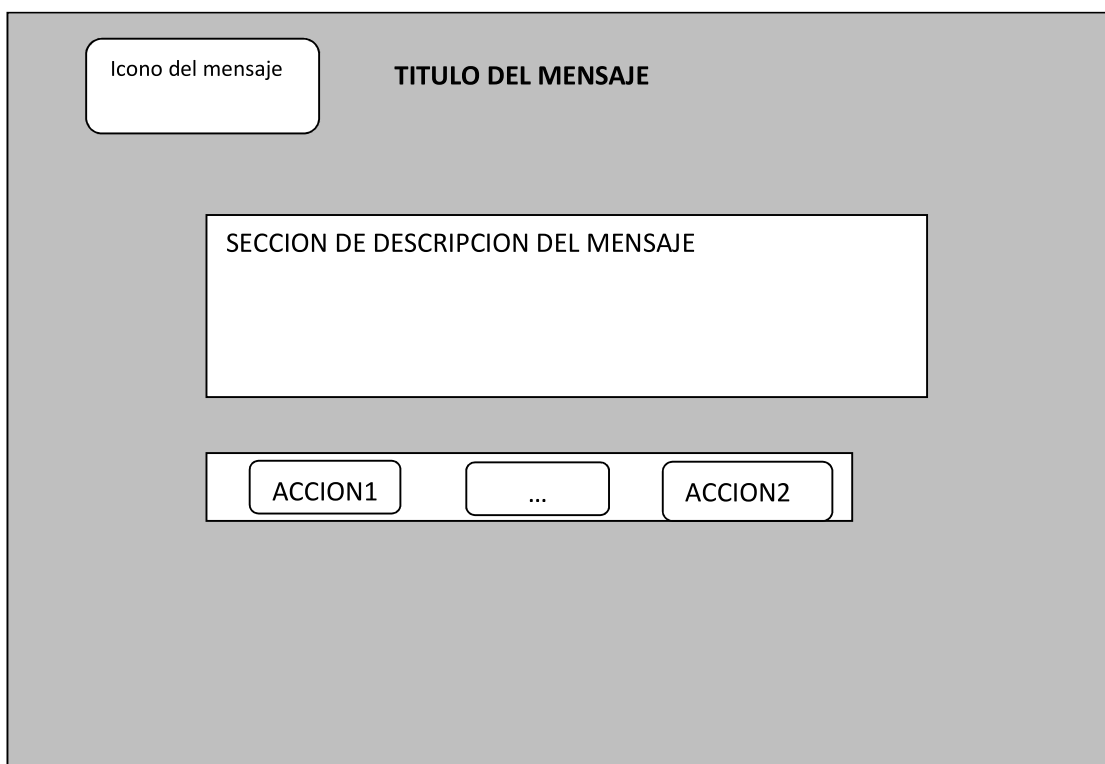 Icono del mensaje
TITULO DEL MENSAJE
SECCION DE DESCRIPCION DEL MENSAJE
ACCION1
...
ACCION2